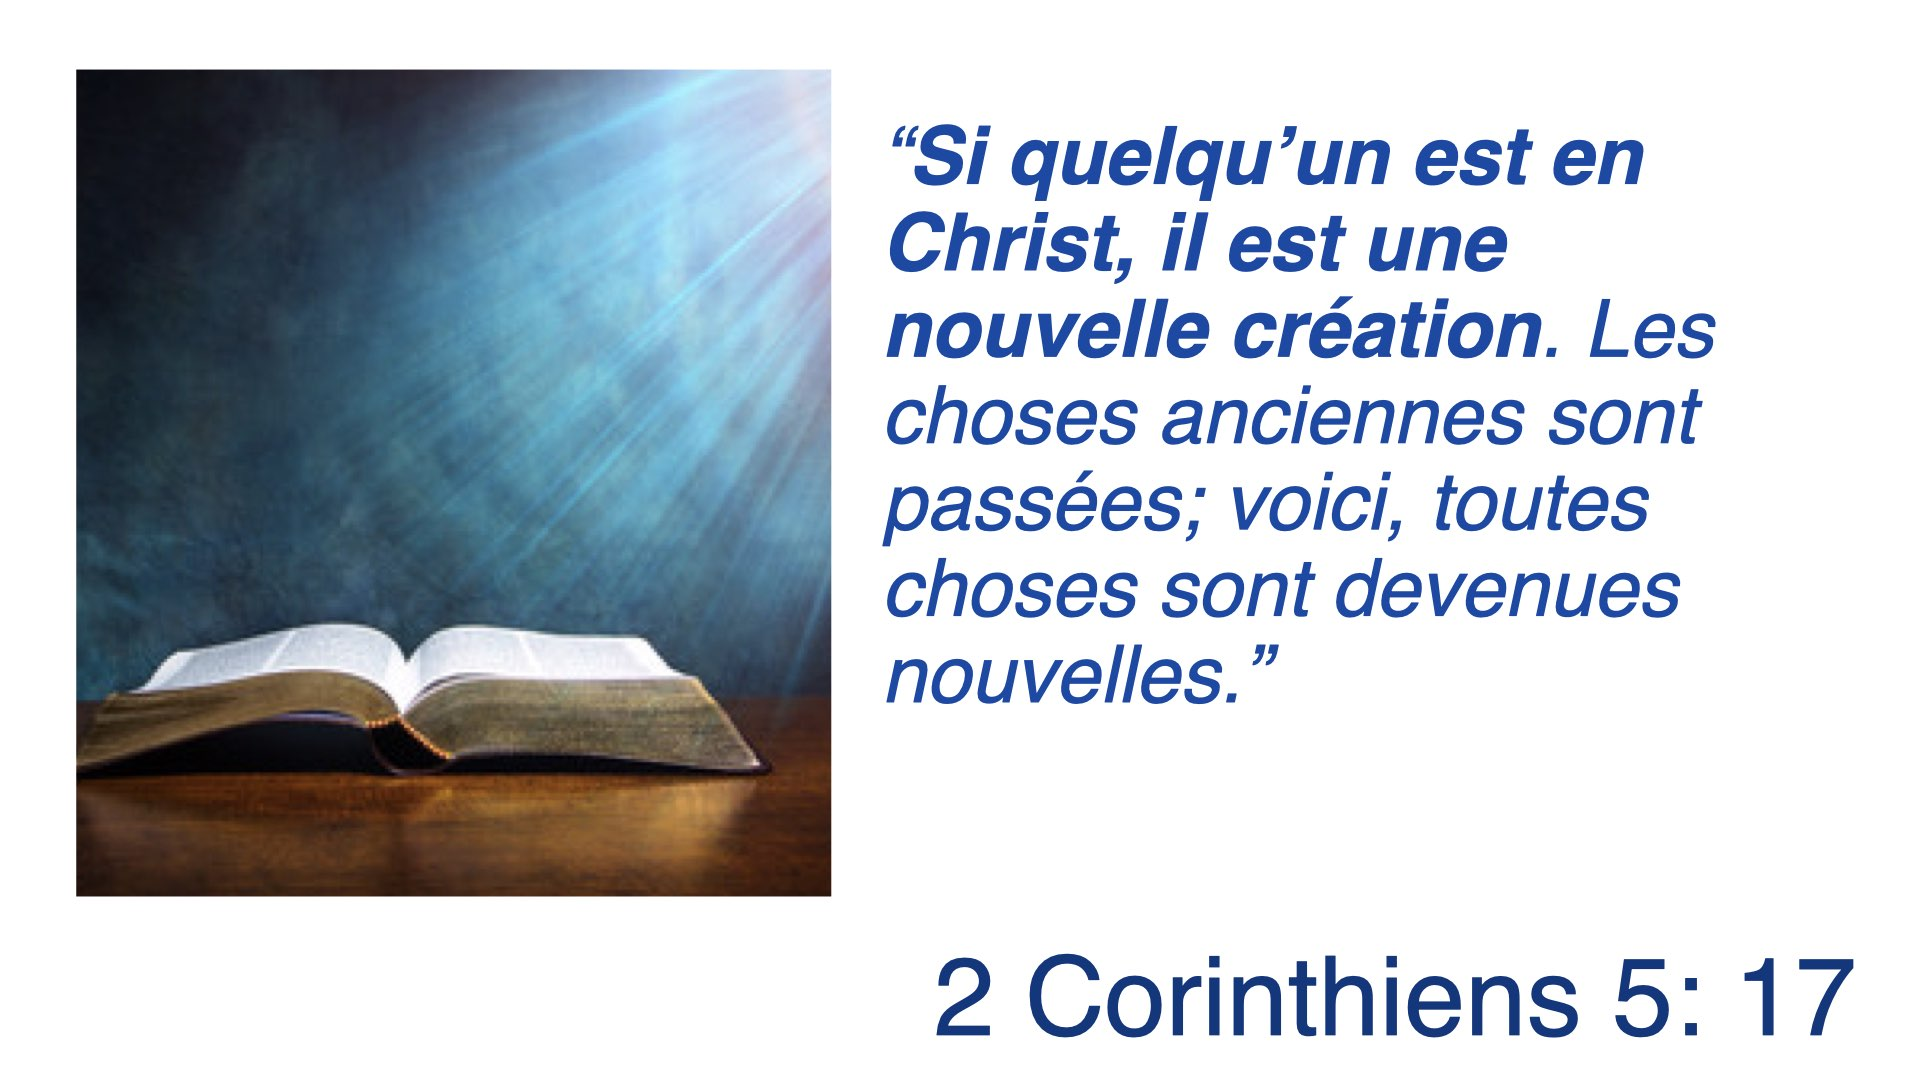 “Si quelqu’un est en
Christ, il est une
nouvelle création. Les
choses anciennes sont
passées; voici, toutes
choses sont devenues
nouvelles.”
2 Corinthiens 5: 17